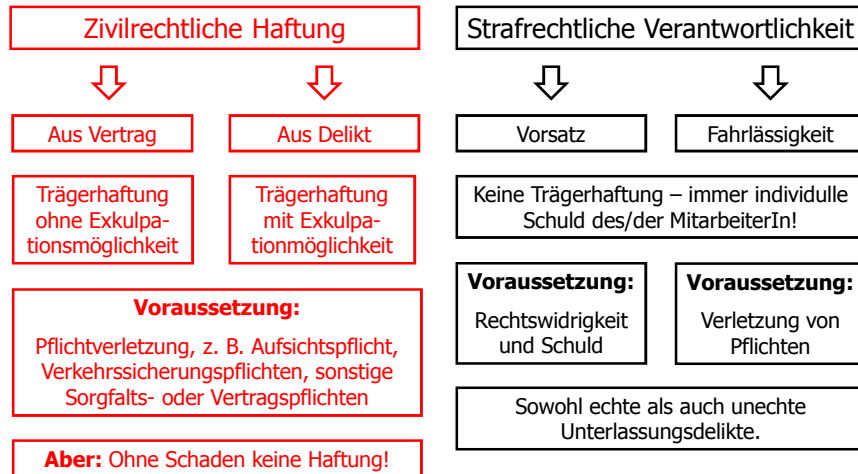 Zivilrechtliche Haftung
Aus Vertrag
Aus Delikt
Trägerhaftung
ohne Exkulpa-
tionsmöglichkeit
Trägerhaftung
mit Exkulpa-
tionmöglichkeit
Voraussetzung:
Pflichtverletzung, z. B. Aufsichtspflicht,
Verkehrssicherungspflichten, sonstige
Sorgfalts- oder Vertragspflichten
Aber: Ohne Schaden keine Haftung!
Strafrechtliche Verantwortlichkeit
Vorsatz
Fahrlässigkeit
Keine Trägerhaftung – immer individulle
Schuld des/der MitarbeiterIn!
Voraussetzung:
Rechtswidrigkeit
und Schuld
Voraussetzung:
Verletzung von
Pflichten
Sowohl echte als auch unechte
Unterlassungsdelikte.